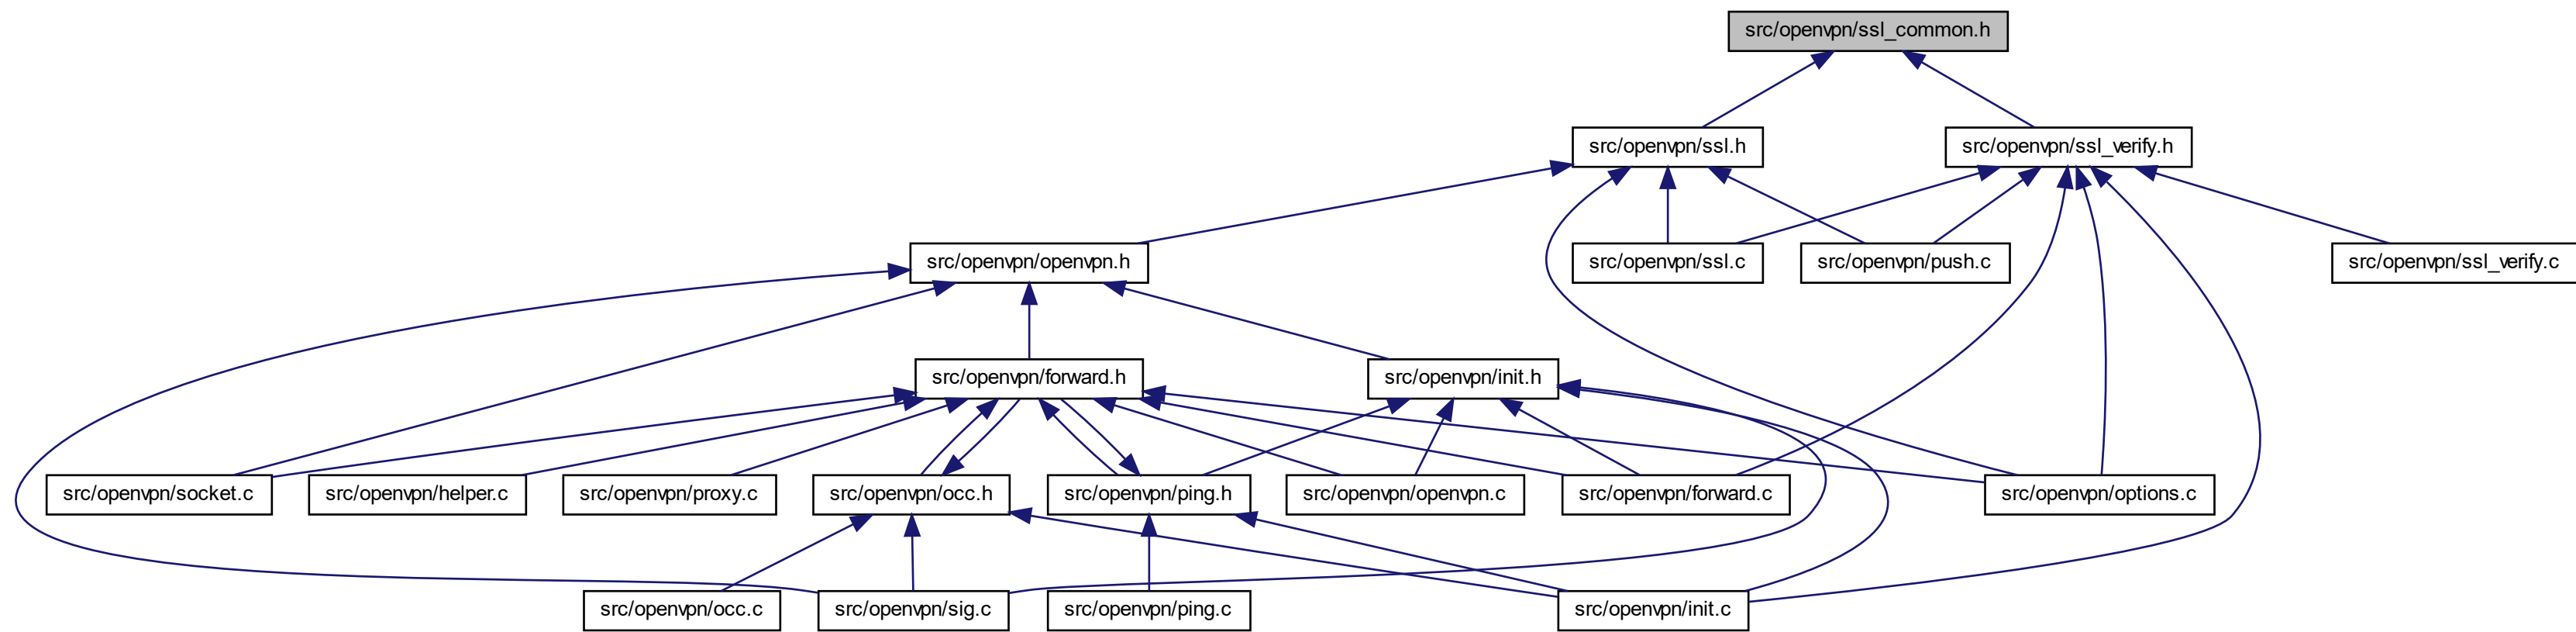 src/openvpn/ssl_common.h
src/openvpn/ssl.h
src/openvpn/ssl_verify.h
src/openvpn/openvpn.h
src/openvpn/ssl.c
src/openvpn/push.c
src/openvpn/ssl_verify.c
src/openvpn/forward.h
src/openvpn/init.h
src/openvpn/socket.c
src/openvpn/helper.c
src/openvpn/proxy.c
src/openvpn/occ.h
src/openvpn/ping.h
src/openvpn/openvpn.c
src/openvpn/forward.c
src/openvpn/options.c
src/openvpn/occ.c
src/openvpn/sig.c
src/openvpn/ping.c
src/openvpn/init.c